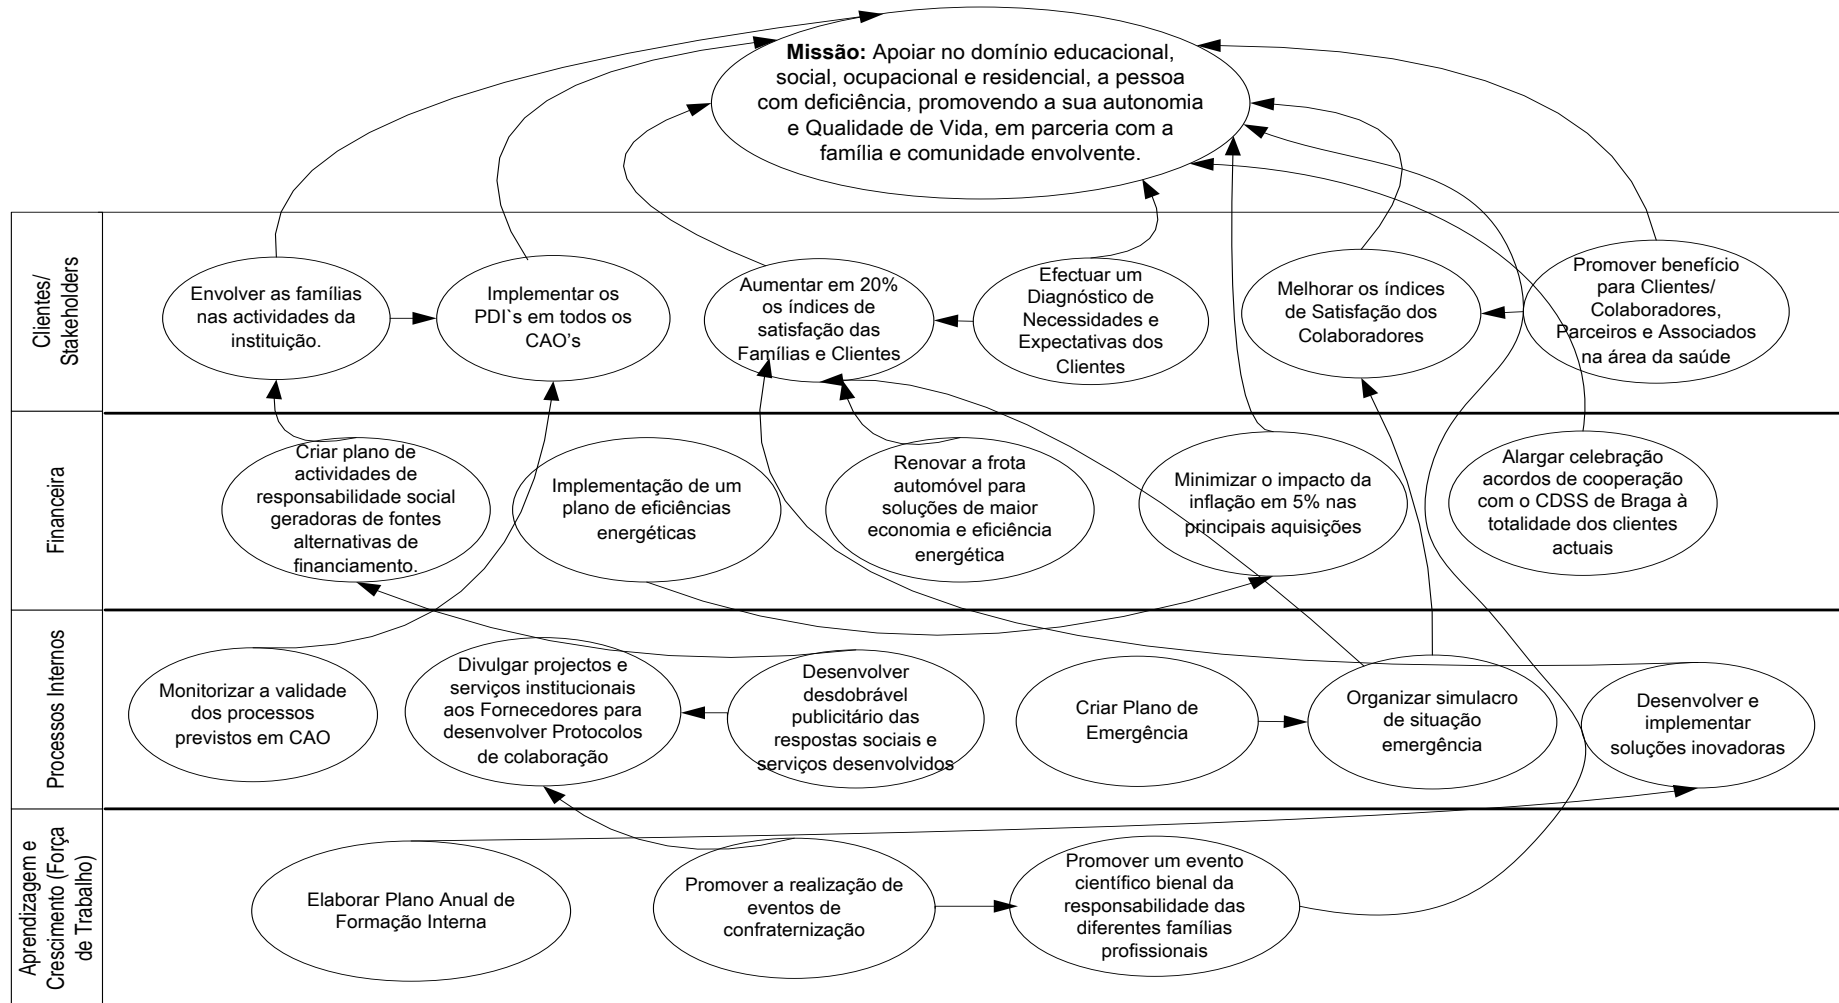 Missão: Apoiar no domínio educacional,
social, ocupacional e residencial, a pessoa
com deficiência, promovendo a sua autonomia
e Qualidade de Vida, em parceria com a
família e comunidade envolvente.
Clientes/
Stakeholders
Envolver as famílias
nas actividades da
instituição.
Implementar os
PDI`s em todos os
CAO’s
Aumentar em 20%
os índices de
satisfação das
Famílias e Clientes
Efectuar um
Diagnóstico de
Necessidades e
Expectativas dos
Clientes
Melhorar os índices
de Satisfação dos
Colaboradores
Promover benefício
para Clientes/
Colaboradores,
Parceiros e Associados
na área da saúde
Financeira
Criar plano de
actividades de
responsabilidade social
geradoras de fontes
alternativas de
financiamento.
Implementação de um
plano de eficiências
energéticas
Renovar a frota
automóvel para
soluções de maior
economia e eficiência
energética
Minimizar o impacto da
inflação em 5% nas
principais aquisições
Alargar celebração
acordos de cooperação
com o CDSS de Braga à
totalidade dos clientes
actuais
Processos Internos
Monitorizar a validade
dos processos
previstos em CAO
Divulgar projectos e
serviços institucionais
aos Fornecedores para
desenvolver Protocolos
de colaboração
Desenvolver
desdobrável
publicitário das
respostas sociais e
serviços desenvolvidos
Criar Plano de
Emergência
Organizar simulacro
de situação
emergência
Desenvolver e
implementar
soluções inovadoras
Aprendizagem e
Crescimento (Força
de Trabalho)
Elaborar Plano Anual de
Formação Interna
Promover a realização de
eventos de
confraternização
Promover um evento
científico bienal da
responsabilidade das
diferentes famílias
profissionais